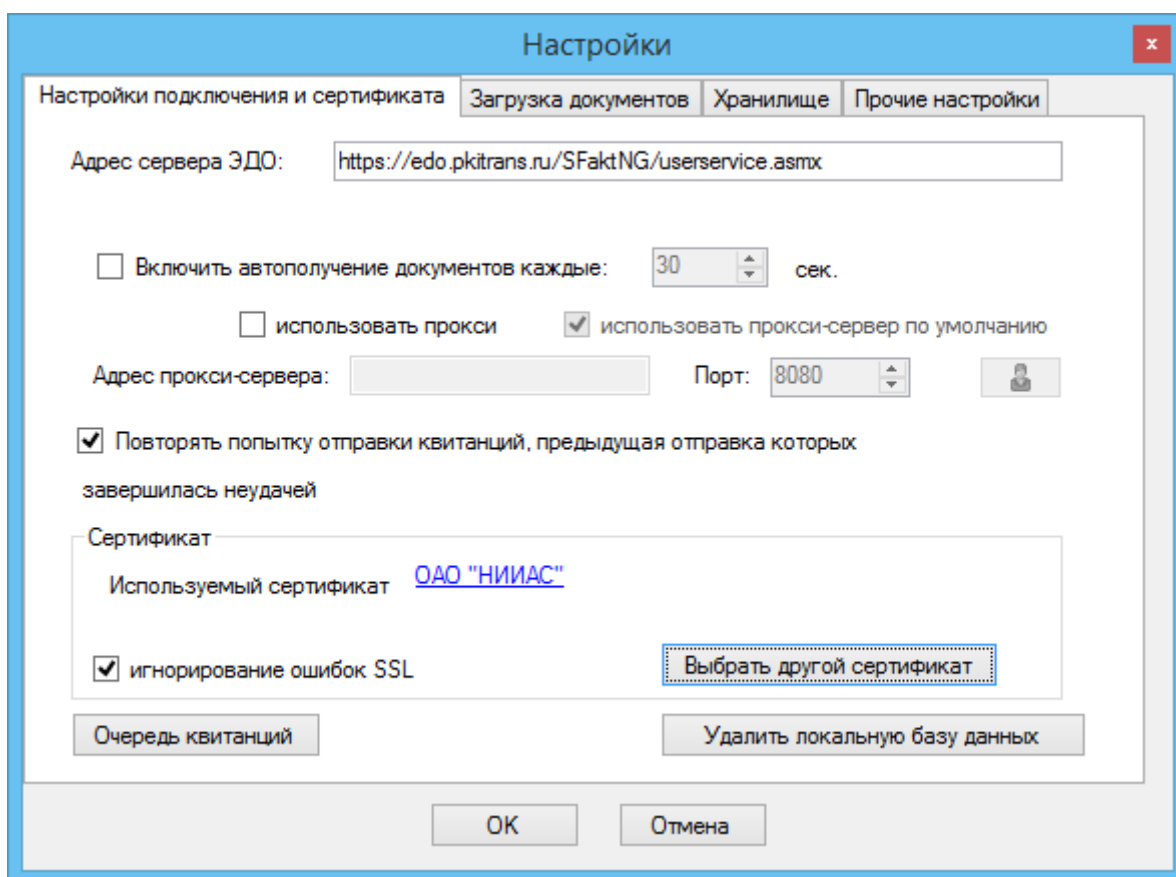 Настройки
x
Настройки подключения и сертификата Загрузка документов Хранилище Прочие настройки
Адрес сервера ЭДО: https://edo.pkitrans.ru/SFaktNG/userservice.asmx
Включить автополучение документов каждые: 30 сек.
использовать прокси использовать прокси-сервер по умолчанию
Адрес прокси-сервера: Порт: 8080
Повторять попытку отправки квитанций, предыдущая отправка которых
завершилась неудачей
Сертификат
Используемый сертификат ОАО "НИИАС"
игнорирование ошибок SSL Выбрать другой сертификат
Очередь квитанций Удалить локальную базу данных
OK Отмена